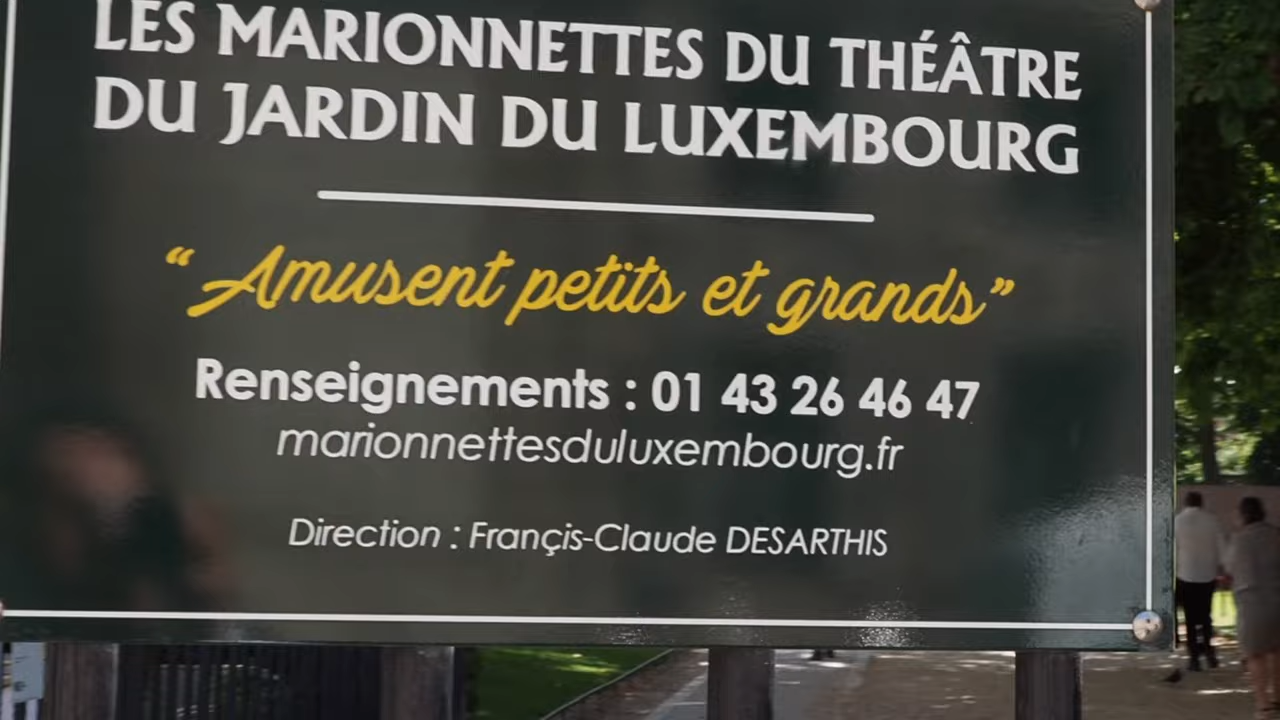 LES MARIONNETTES DU THÉÂTRE
DU JARDIN DU LUXEMBOURG
“Amusent petits et grands”
Renseignements : 01 43 26 46 47
marionnettesduluxembourg.fr
Direction : Françis-Claude DESARTHIS